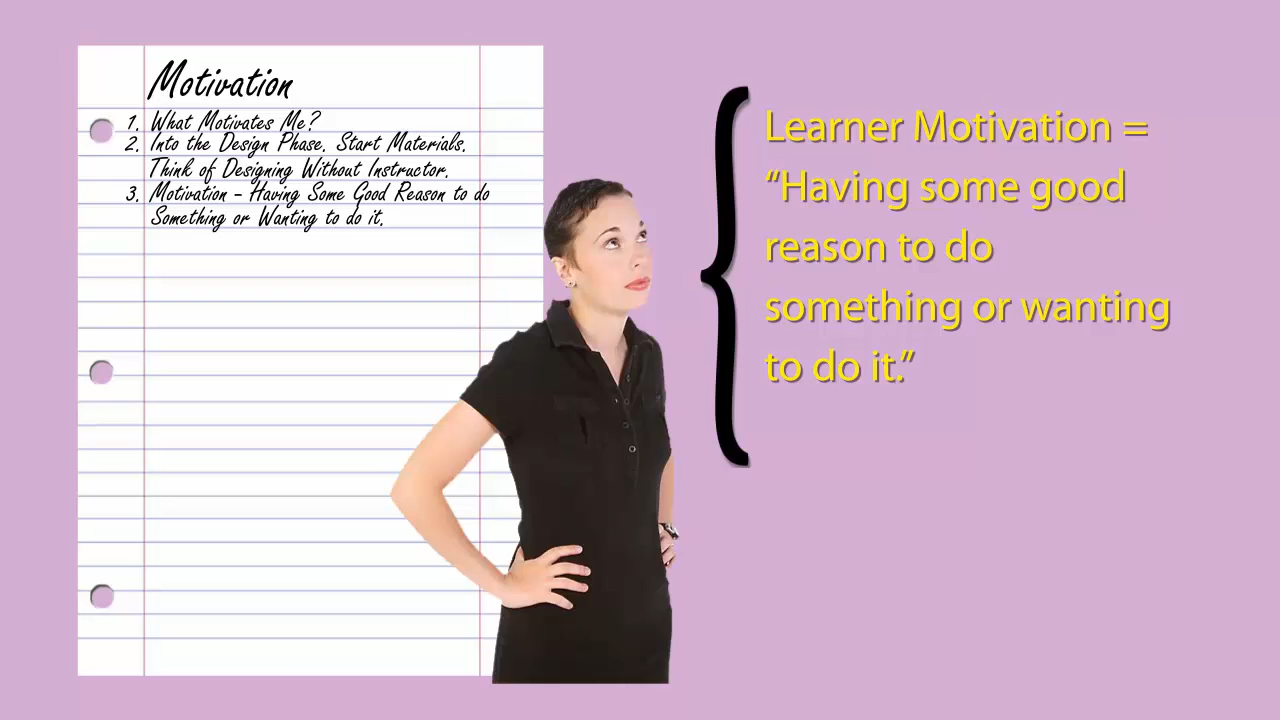 Motivation
1. What Motivates Me?
2. Into the Design Phase. Start Materials.
Think of Designing Without Instructor.
3. Motivation - Having Some Good Reason to do
Something or Wanting to do it.
Learner Motivation =
“Having some good
reason to do
something or wanting
to do it.”